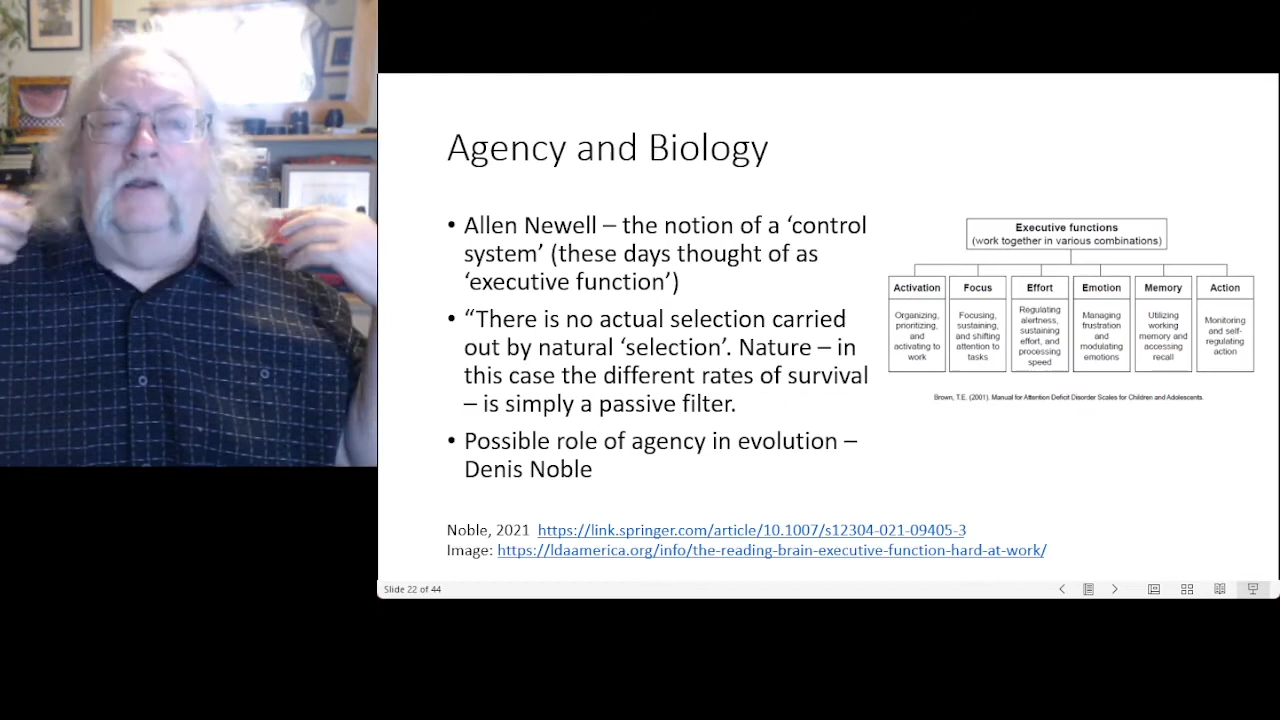 Agency and Biology
• Allen Newell – the notion of a ‘control
system’ (these days thought of as
‘executive function’)
• “There is no actual selection carried
out by natural ‘selection’. Nature – in
this case the different rates of survival
– is simply a passive filter.
• Possible role of agency in evolution –
Denis Noble
Executive functions
(work together in various combinations)
Activation
Organizing,
prioritizing,
and
activating to
work
Focus
Focusing,
sustaining,
and shifting
attention to
tasks
Effort
Regulating
alertness,
sustaining
effort, and
processing
speed
Emotion
Managing
frustration
and
modulating
emotions
Memory
Utilizing
working
memory and
accessing
recall
Action
Monitoring
and self-
regulating
action
Brown, T.E. (2001). Manual for Attention Deficit Disorder Scales for Children and Adolescents.
Noble, 2021 https://link.springer.com/article/10.1007/s12304-021-09405-3
Image: https://ldaamerica.org/info/the-reading-brain-executive-function-hard-at-work/
Slide 22 of 44